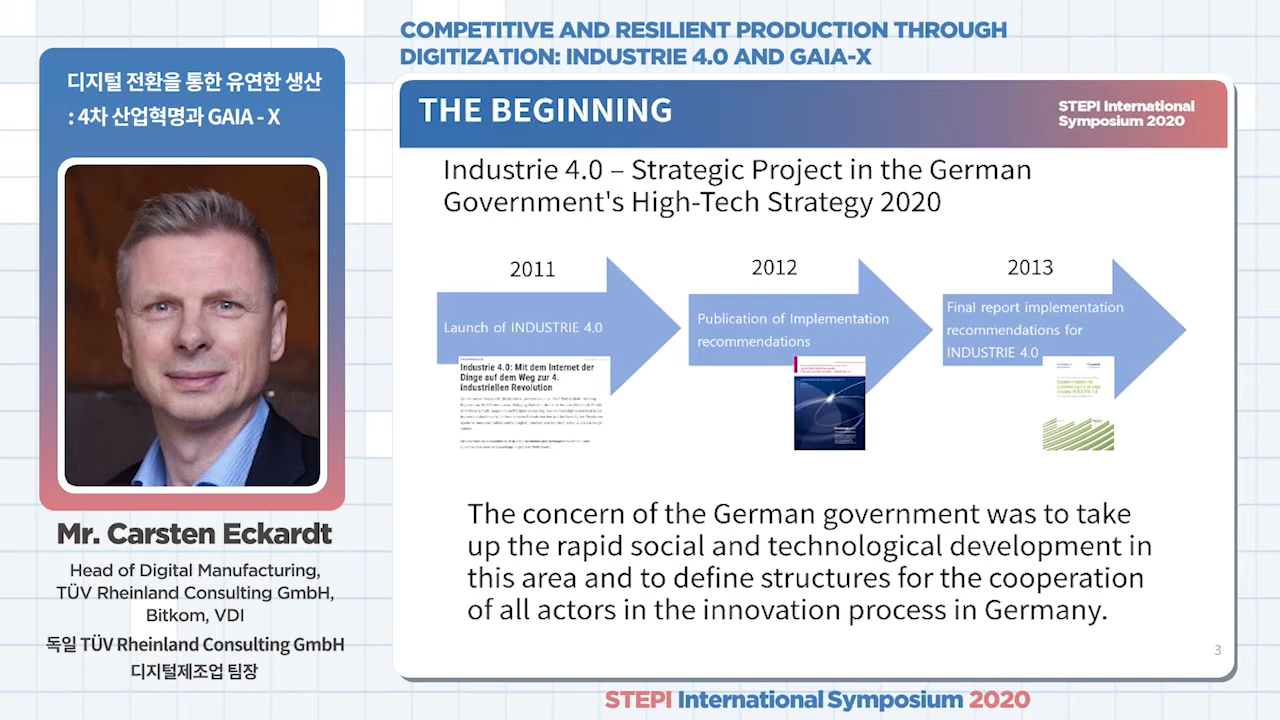 COMPETITIVE AND RESILIENT PRODUCTION THROUGH
DIGITIZATION: INDUSTRIE 4.0 AND GAIA-X
디지털 전환을 통한 유연한 생산
: 4차 산업혁명과 GAIA - X
Mr. Carsten Eckardt
Head of Digital Manufacturing,
TÜV Rheinland Consulting GmbH,
Bitkom, VDI
독일 TÜV Rheinland Consulting GmbH
디지털제조업 팀장
THE BEGINNING
STEPI International
Symposium 2020
Industrie 4.0 – Strategic Project in the German
Government's High-Tech Strategy 2020
2011
Launch of INDUSTRIE 4.0
Industrie 4.0: Mit dem Internet der
Dinge auf dem Weg zur 4.
industriellen Revolution
2012
Publication of Implementation
recommendations
2013
Final report implementation
recommendations for
INDUSTRIE 4.0
The concern of the German government was to take
up the rapid social and technological development in
this area and to define structures for the cooperation
of all actors in the innovation process in Germany.
3
STEPI International Symposium 2020